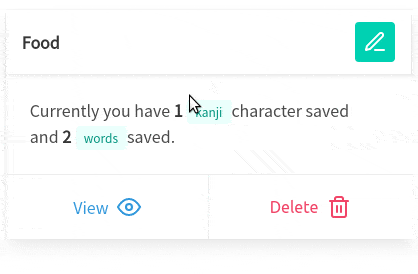 Food
Currently you have 1 kanji character saved
and 2 words saved.
View
Delete